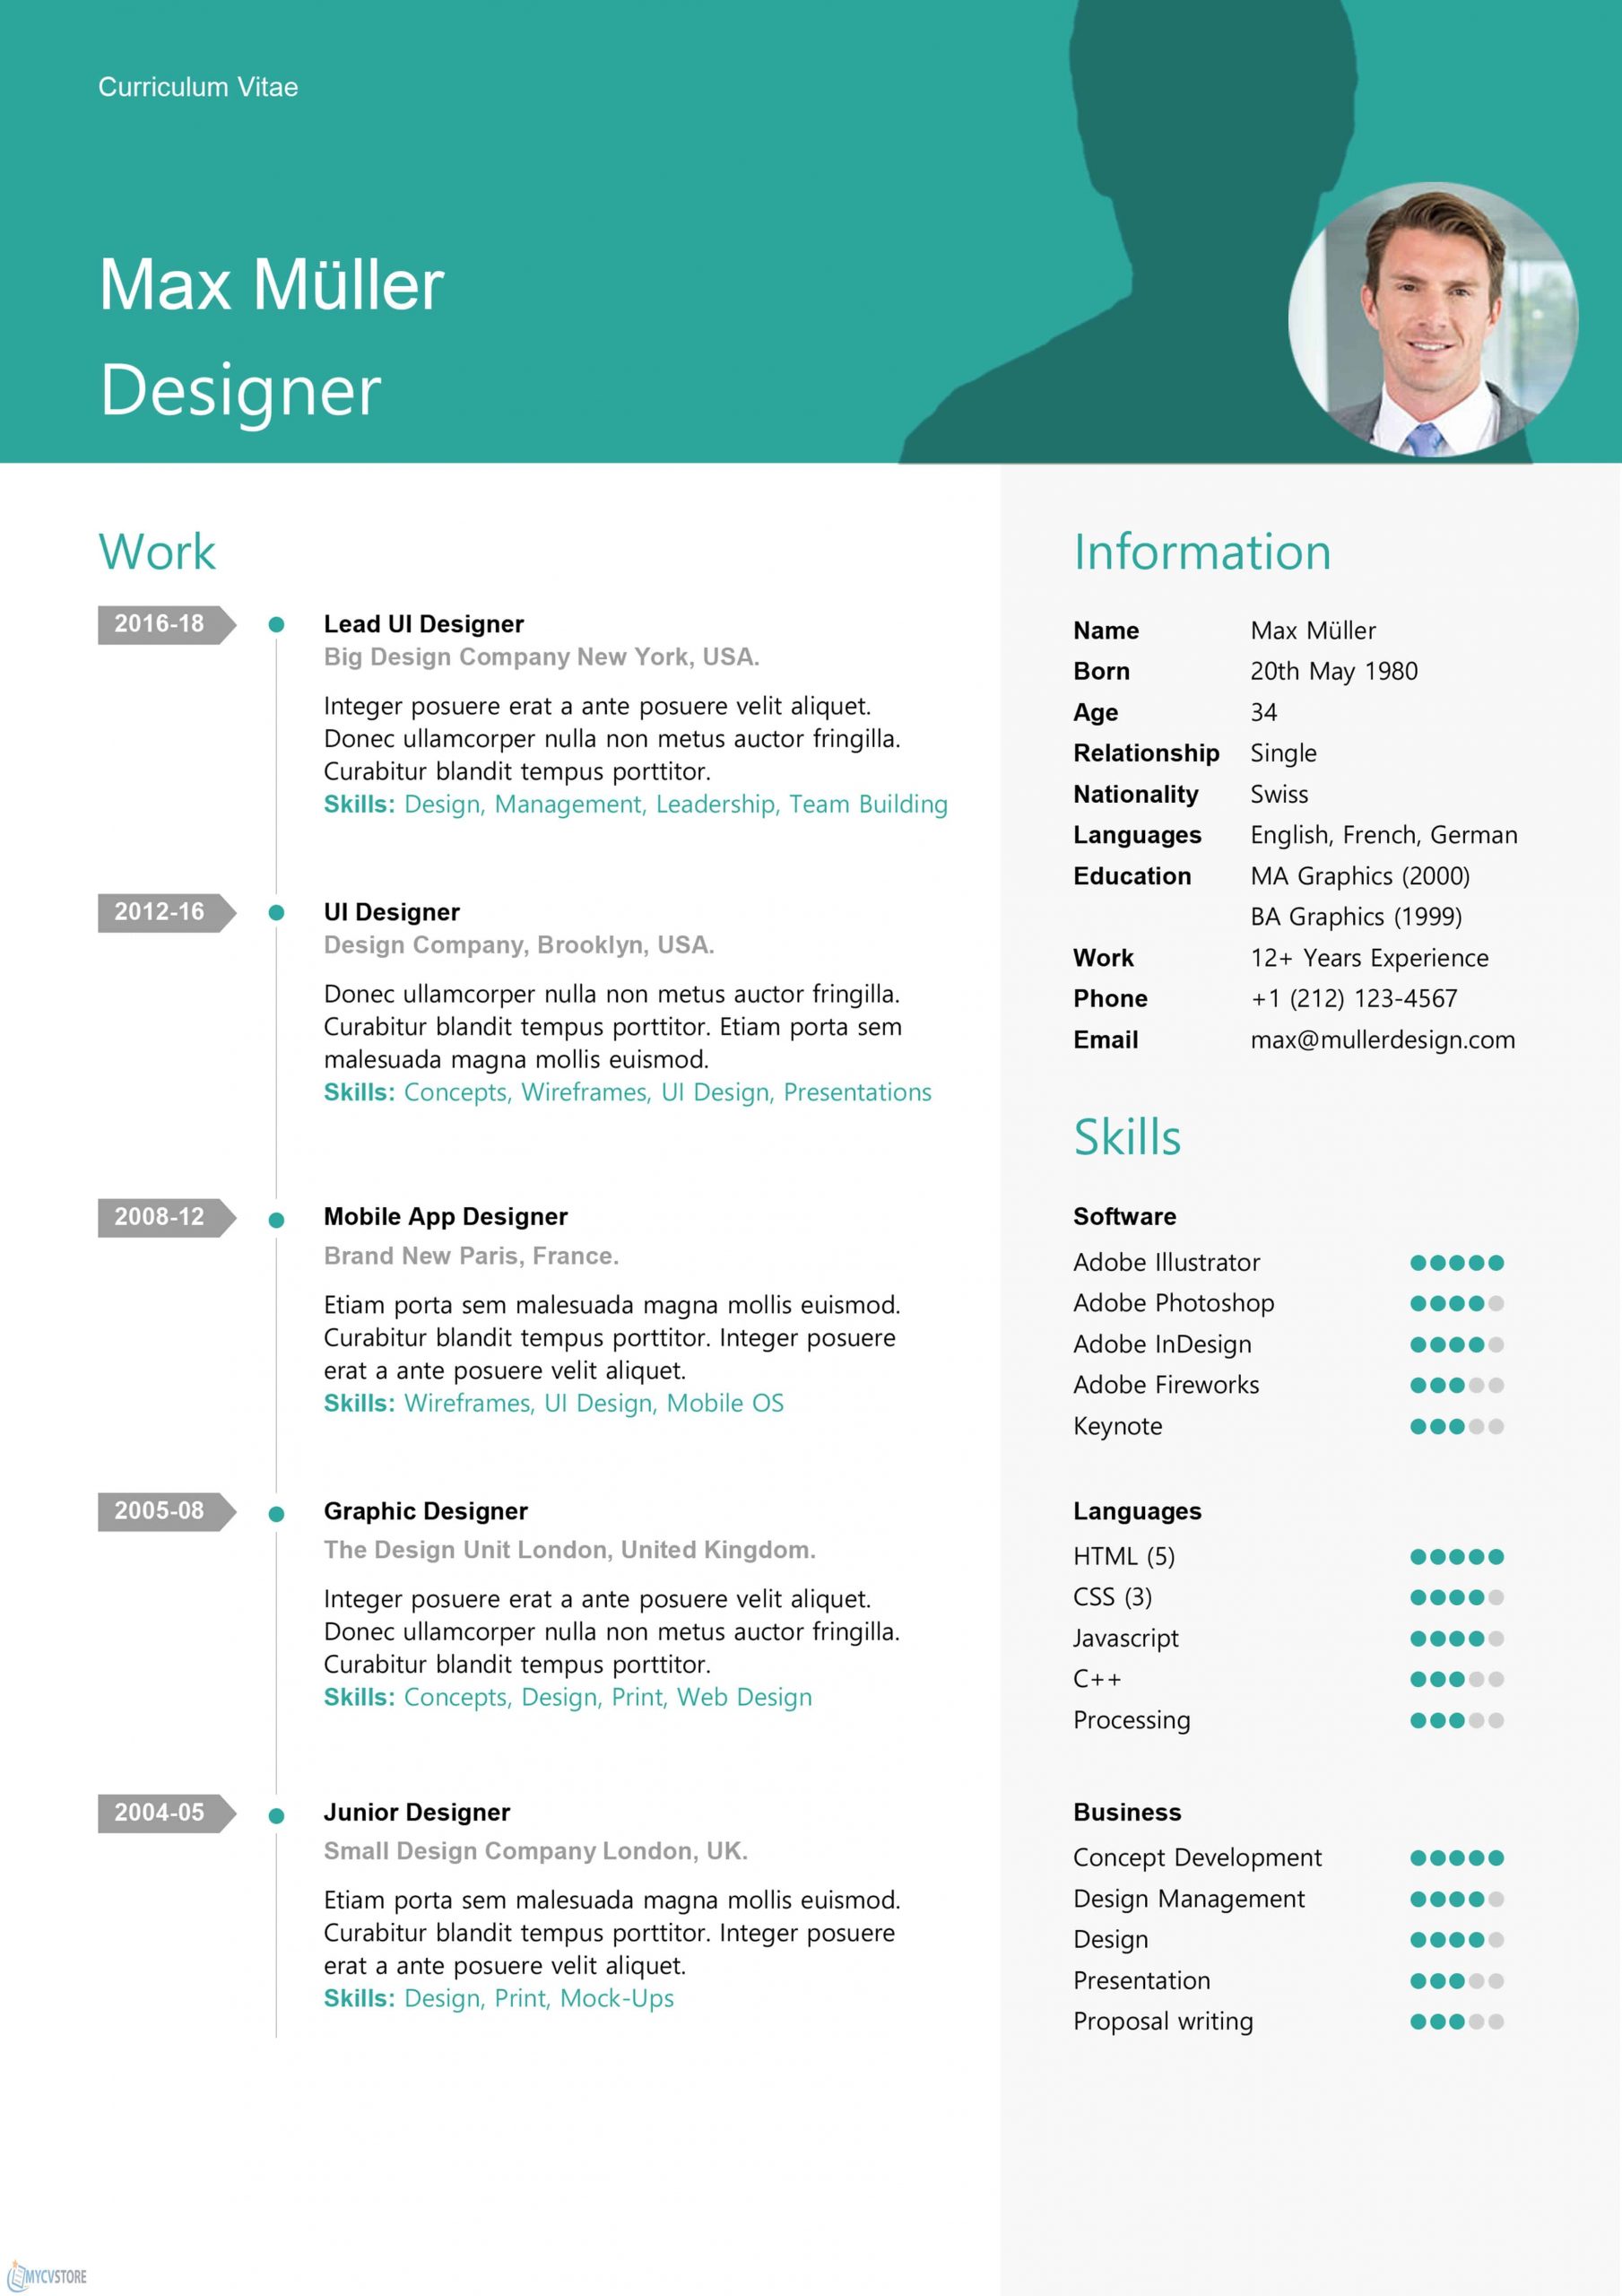 Curriculum Vitae
Max Müller
Designer
Work
2016-18
Lead UI Designer
Big Design Company New York, USA.
Integer posuere erat a ante posuere velit aliquet.
Donec ullamcorper nulla non metus auctor fringilla.
Curabitur blandit tempus porttitor.
Skills: Design, Management, Leadership, Team Building
2012-16
UI Designer
Design Company, Brooklyn, USA.
Donec ullamcorper nulla non metus auctor fringilla.
Curabitur blandit tempus porttitor. Etiam porta sem
malesuada magna mollis euismod.
Skills: Concepts, Wireframes, UI Design, Presentations
2008-12
Mobile App Designer
Brand New Paris, France.
Etiam porta sem malesuada magna mollis euismod.
Curabitur blandit tempus porttitor. Integer posuere
erat a ante posuere velit aliquet.
Skills: Wireframes, UI Design, Mobile OS
2005-08
Graphic Designer
The Design Unit London, United Kingdom.
Integer posuere erat a ante posuere velit aliquet.
Donec ullamcorper nulla non metus auctor fringilla.
Curabitur blandit tempus porttitor.
Skills: Concepts, Design, Print, Web Design
2004-05
Junior Designer
Small Design Company London, UK.
Etiam porta sem malesuada magna mollis euismod.
Curabitur blandit tempus porttitor. Integer posuere
erat a ante posuere velit aliquet.
Skills: Design, Print, Mock-Ups
Information
Name Max Müller
Born 20th May 1980
Age 34
Relationship Single
Nationality Swiss
Languages English, French, German
Education MA Graphics (2000)
BA Graphics (1999)
Work 12+ Years Experience
Phone +1 (212) 123-4567
Email max@mullerdesign.com
Skills
Software
Adobe Illustrator
Adobe Photoshop
Adobe InDesign
Adobe Fireworks
Keynote
Languages
HTML (5)
CSS (3)
Javascript
C++
Processing
Business
Concept Development
Design Management
Design
Presentation
Proposal writing
MYCVSTORE